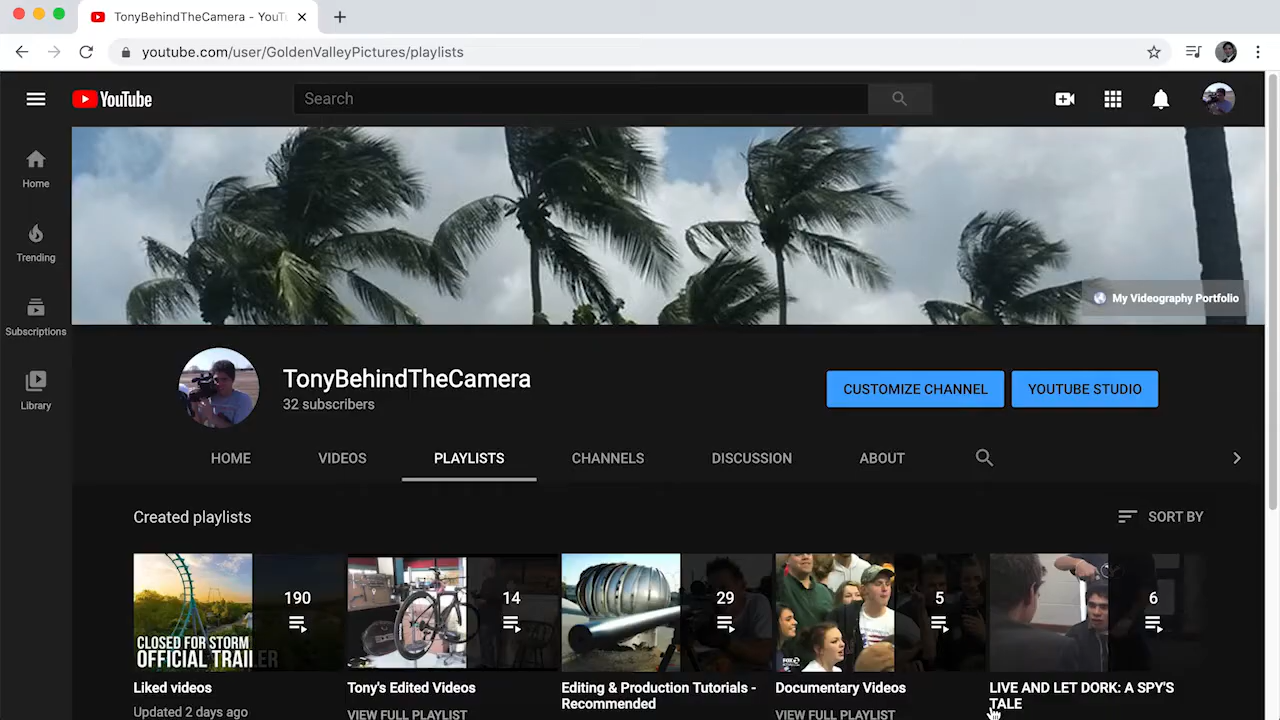 TonyBehindTheCamera - YouTu
youtube.com/user/GoldenValleyPictures/playlists
YouTube
Search
Home
Trending
Subscriptions
Library
My Videography Portfolio
TonyBehindTheCamera
32 subscribers
CUSTOMIZE CHANNEL
YOUTUBE STUDIO
HOME VIDEOS PLAYLISTS CHANNELS DISCUSSION ABOUT
Created playlists
SORT BY
190
14
29
5
6
CLOSED FOR STORM
OFFICIAL TRAILER
Liked videos
Updated 2 days ago
Tony's Edited Videos
VIEW FULL PLAYLIST
Editing & Production Tutorials -
Recommended
Documentary Videos
VIEW FULL PLAYLIST
LIVE AND LET DORK: A SPY'S
TALE